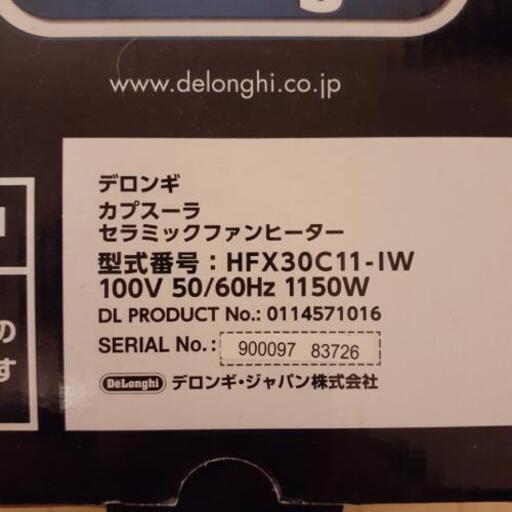 www.delonghi.co.jp
デロンギ
カプスーラ
セラミックファンヒーター
型式番号：HFX30C11-IW
100V 50/60Hz 1150W
DL PRODUCT No.: 0114571016
SERIAL No.: 900097 83726
DeLonghi デロンギ・ジャパン株式会社
の
す